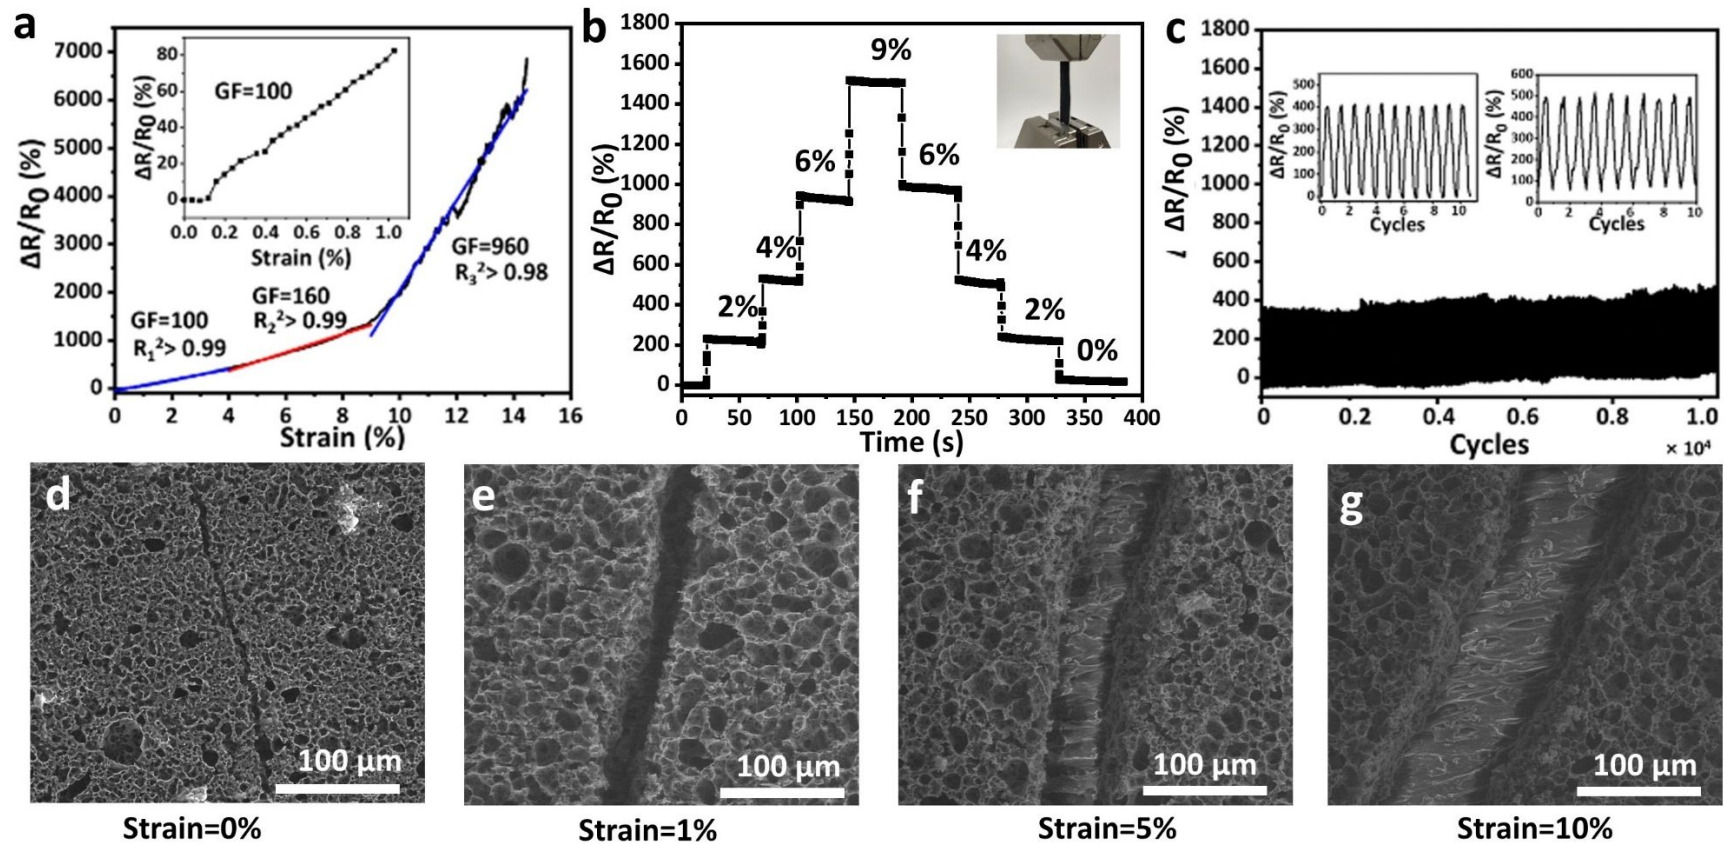 a
ΔR/R0 (%)
7000
6000
5000
4000
3000
2000
1000
0
0 2 4 6 8 10 12 14 16
Strain (%)
ΔR/R0 (%)
80
60
40
20
0
0.0 0.2 0.4 0.6 0.8 1.0
Strain (%)
GF=100
GF=100
R₁²> 0.99
GF=160
R₂²> 0.99
GF=960
R₃²> 0.98
b
ΔR/R0 (%)
1800
1600
1400
1200
1000
800
600
400
200
0
0 50 100 150 200 250 300 350 400
Time (s)
2%
4%
6%
9%
6%
4%
2%
0%
c
ΔR/R₀ (%)
1800
1600
1400
1200
1000
800
600
400
200
0
0 0.2 0.4 0.6 0.8 1.0
Cycles
× 10⁴
ΔR/R₀ (%)
500
400
300
200
100
0
0 2 4 6 8 10
Cycles
ΔR/R₀ (%)
600
500
400
300
200
100
0
0 2 4 6 8 10
Cycles
d
100 µm
Strain=0%
e
100 µm
Strain=1%
f
100 µm
Strain=5%
g
100 µm
Strain=10%